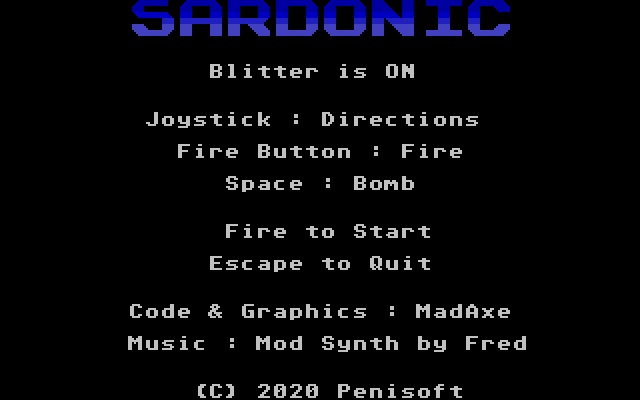 SARDONIC
Blitter is ON
Joystick : Directions
Fire Button : Fire
Space : Bomb
Fire to Start
Escape to Quit
Code & Graphics : MadAxe
Music : Mod Synth by Fred
(C) 2020 Penisoft